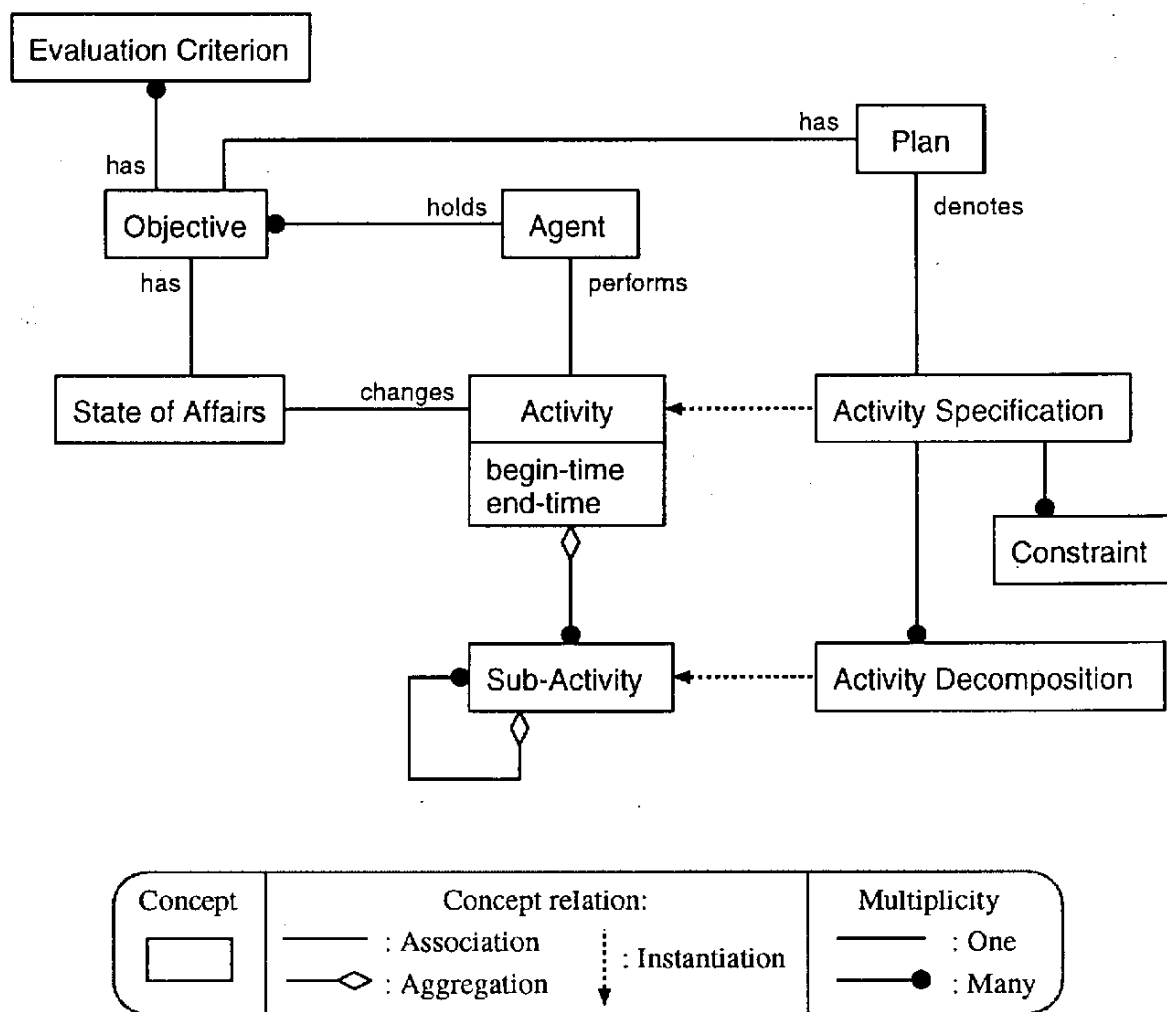 Evaluation Criterion
has
has
Plan
Objective
holds
Agent
denotes
has
performs
State of Affairs
changes
Activity
Activity Specification
begin-time
end-time
Constraint
Sub-Activity
Activity Decomposition
Concept
Concept relation:
Multiplicity
: Association
: Instantiation
: One
: Aggregation
: Many